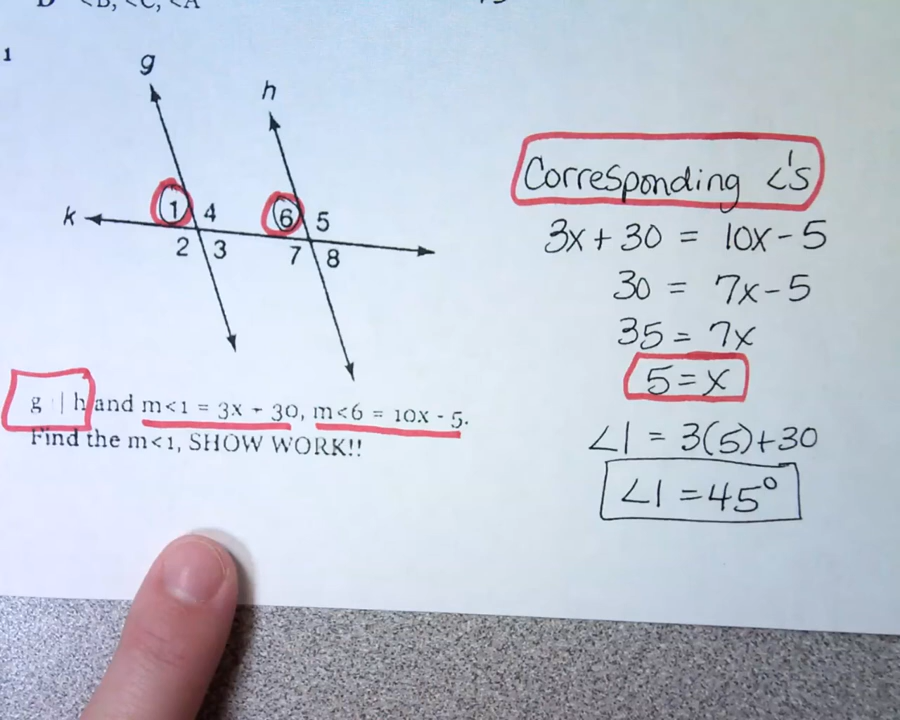 D <B, <C, <A
1
g
h
k
1 4
6 5
2 3
7 8
Corresponding ∠'s
3x + 30 = 10x - 5
30 = 7x - 5
35 = 7x
5 = x
g | h and m<1 = 3x - 30, m<6 = 10x - 5.
Find the m<1, SHOW WORK!!
∠1 = 3(5)+30
∠1 = 45°